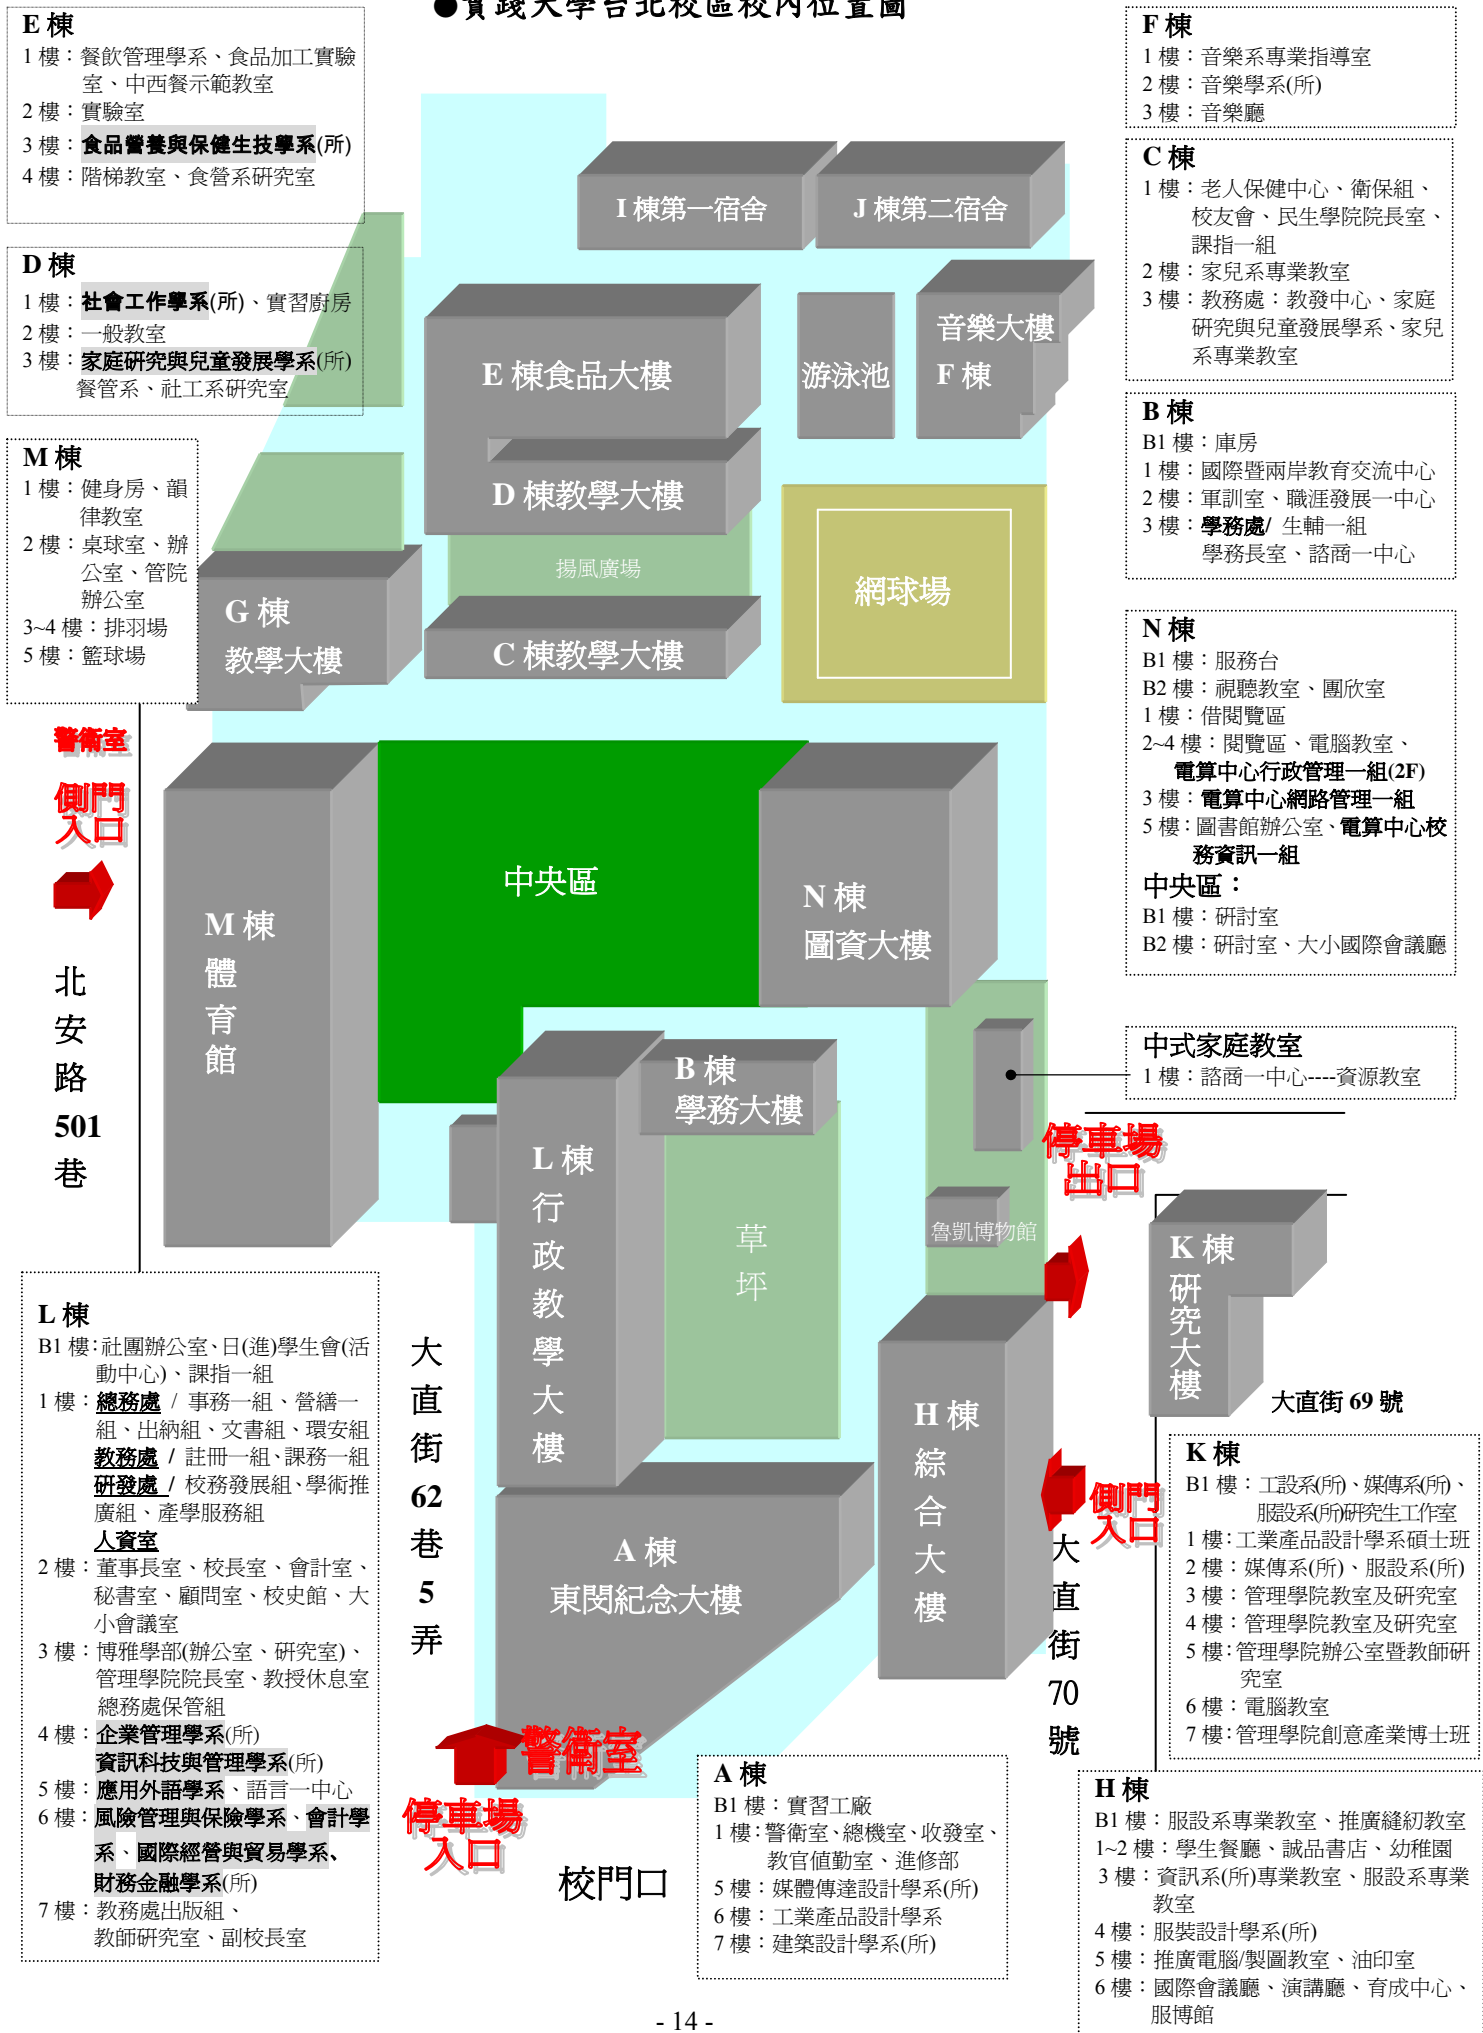 ●實踐大學台北校區校內位置圖
E 棟
1 樓：餐飲管理學系、食品加工實驗
室、中西餐示範教室
2 樓：實驗室
3 樓：食品營養與保健生技學系(所)
4 樓：階梯教室、食營系研究室
D 棟
1 樓：社會工作學系(所)、實習廚房
2 樓：一般教室
3 樓：家庭研究與兒童發展學系(所)
餐管系、社工系研究室
M 棟
1 樓：健身房、韻
律教室
2 樓：桌球室、辦
公室、管院
辦公室
3~4 樓：排羽場
5 樓：籃球場
F 棟
1 樓：音樂系專業指導室
2 樓：音樂學系(所)
3 樓：音樂廳
C 棟
1 樓：老人保健中心、衛保組、
校友會、民生學院院長室、
課指一組
2 樓：家兒系專業教室
3 樓：教務處：教發中心、家庭
研究與兒童發展學系、家兒
系專業教室
B 棟
B1 樓：庫房
1 樓：國際暨兩岸教育交流中心
2 樓：軍訓室、職涯發展一中心
3 樓：學務處/ 生輔一組
學務長室、諮商一中心
N 棟
B1 樓：服務台
B2 樓：視聽教室、團欣室
1 樓：借閱覽區
2~4 樓：閱覽區、電腦教室、
電算中心行政管理一組(2F)
3 樓：電算中心網路管理一組
5 樓：圖書館辦公室、電算中心校
務資訊一組
中央區：
B1 樓：研討室
B2 樓：研討室、大小國際會議廳
中式家庭教室
1 樓：諮商一中心----資源教室
I 棟第一宿舍
J 棟第二宿舍
E 棟食品大樓
游泳池
音樂大樓
F 棟
D 棟教學大樓
揚風廣場
網球場
G 棟
教學大樓
C 棟教學大樓
警衛室
側門
入口
北
安
路
501
巷
M 棟
體
育
館
中央區
N 棟
圖資大樓
B 棟
學務大樓
L 棟
行
政
教
學
大
樓
草
坪
魯凱博物館
停車場
出口
K 棟
研
究
大
樓
大直街 69 號
大
直
街
62
巷
5
弄
A 棟
東閔紀念大樓
H 棟
綜
合
大
樓
側門
入口
大
直
街
70
號
警衛室
停車場
入口
校門口
L 棟
B1 樓：社團辦公室、日(進)學生會(活
動中心)、課指一組
1 樓：總務處 / 事務一組、營繕一
組、出納組、文書組、環安組
教務處 / 註冊一組、課務一組
研發處 / 校務發展組、學術推
廣組、產學服務組
人資室
2 樓：董事長室、校長室、會計室、
秘書室、顧問室、校史館、大
小會議室
3 樓：博雅學部(辦公室、研究室)、
管理學院院長室、教授休息室
總務處保管組
4 樓：企業管理學系(所)
資訊科技與管理學系(所)
5 樓：應用外語學系、語言一中心
6 樓：風險管理與保險學系、會計學
系、國際經營與貿易學系、
財務金融學系(所)
7 樓：教務處出版組、
教師研究室、副校長室
A 棟
B1 樓：實習工廠
1 樓：警衛室、總機室、收發室、
教官值勤室、進修部
5 樓：媒體傳達設計學系(所)
6 樓：工業產品設計學系
7 樓：建築設計學系(所)
K 棟
B1 樓：工設系(所)、媒傳系(所)、
服設系(所)研究生工作室
1 樓：工業產品設計學系碩士班
2 樓：媒傳系(所)、服設系(所)
3 樓：管理學院教室及研究室
4 樓：管理學院教室及研究室
5 樓：管理學院辦公室暨教師研
究室
6 樓：電腦教室
7 樓：管理學院創意產業博士班
H 棟
B1 樓：服設系專業教室、推廣縫紉教室
1~2 樓：學生餐廳、誠品書店、幼稚園
3 樓：資訊系(所)專業教室、服設系專業
教室
4 樓：服裝設計學系(所)
5 樓：推廣電腦/製圖教室、油印室
6 樓：國際會議廳、演講廳、育成中心、
服博館
- 14 -